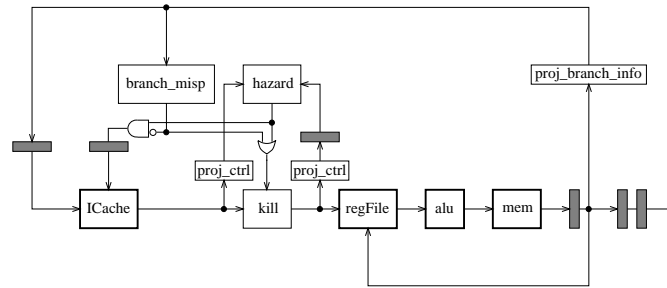 proj_branch_info
branch_misp
hazard
proj_ctrl
proj_ctrl
ICache
kill
regFile
alu
mem